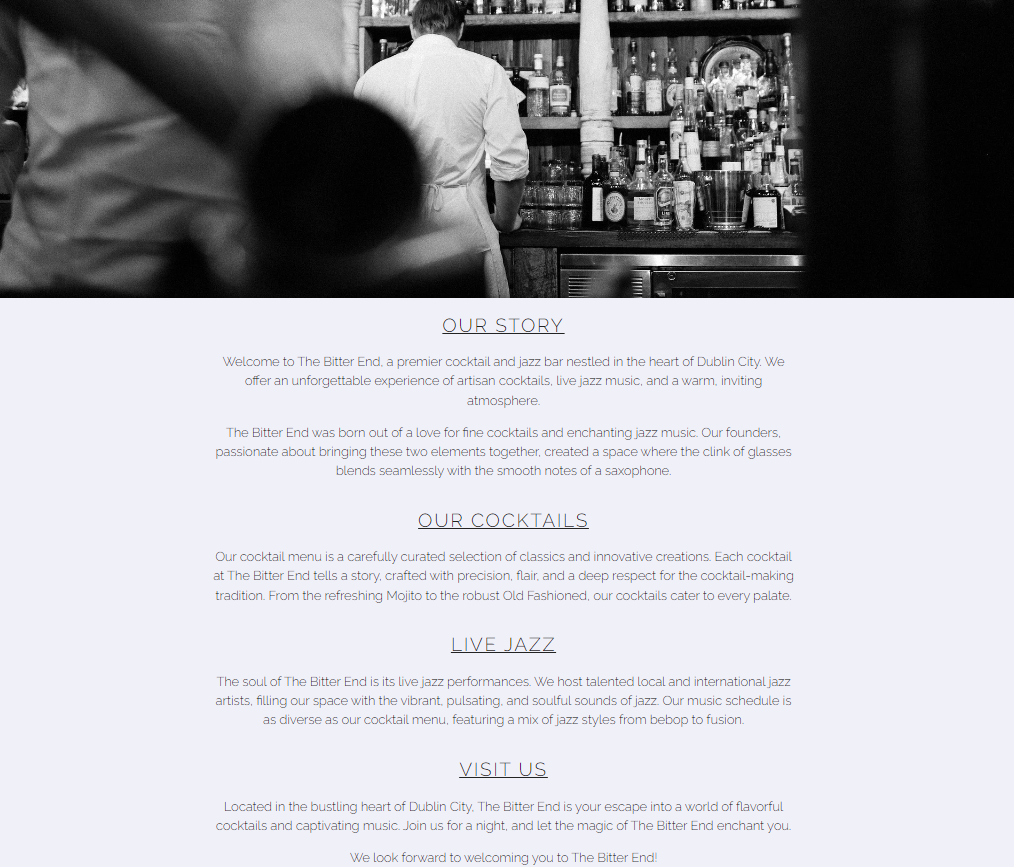 OUR STORY
Welcome to The Bitter End, a premier cocktail and jazz bar nestled in the heart of Dublin City. We
offer an unforgettable experience of artisan cocktails, live jazz music, and a warm, inviting
atmosphere.
The Bitter End was born out of a love for fine cocktails and enchanting jazz music. Our founders,
passionate about bringing these two elements together, created a space where the clink of glasses
blends seamlessly with the smooth notes of a saxophone.
OUR COCKTAILS
Our cocktail menu is a carefully curated selection of classics and innovative creations. Each cocktail
at The Bitter End tells a story, crafted with precision, flair, and a deep respect for the cocktail-making
tradition. From the refreshing Mojito to the robust Old Fashioned, our cocktails cater to every palate.
LIVE JAZZ
The soul of The Bitter End is its live jazz performances. We host talented local and international jazz
artists, filling our space with the vibrant, pulsating, and soulful sounds of jazz. Our music schedule is
as diverse as our cocktail menu, featuring a mix of jazz styles from bebop to fusion.
VISIT US
Located in the bustling heart of Dublin City, The Bitter End is your escape into a world of flavorful
cocktails and captivating music. Join us for a night, and let the magic of The Bitter End enchant you.
We look forward to welcoming you to The Bitter End!